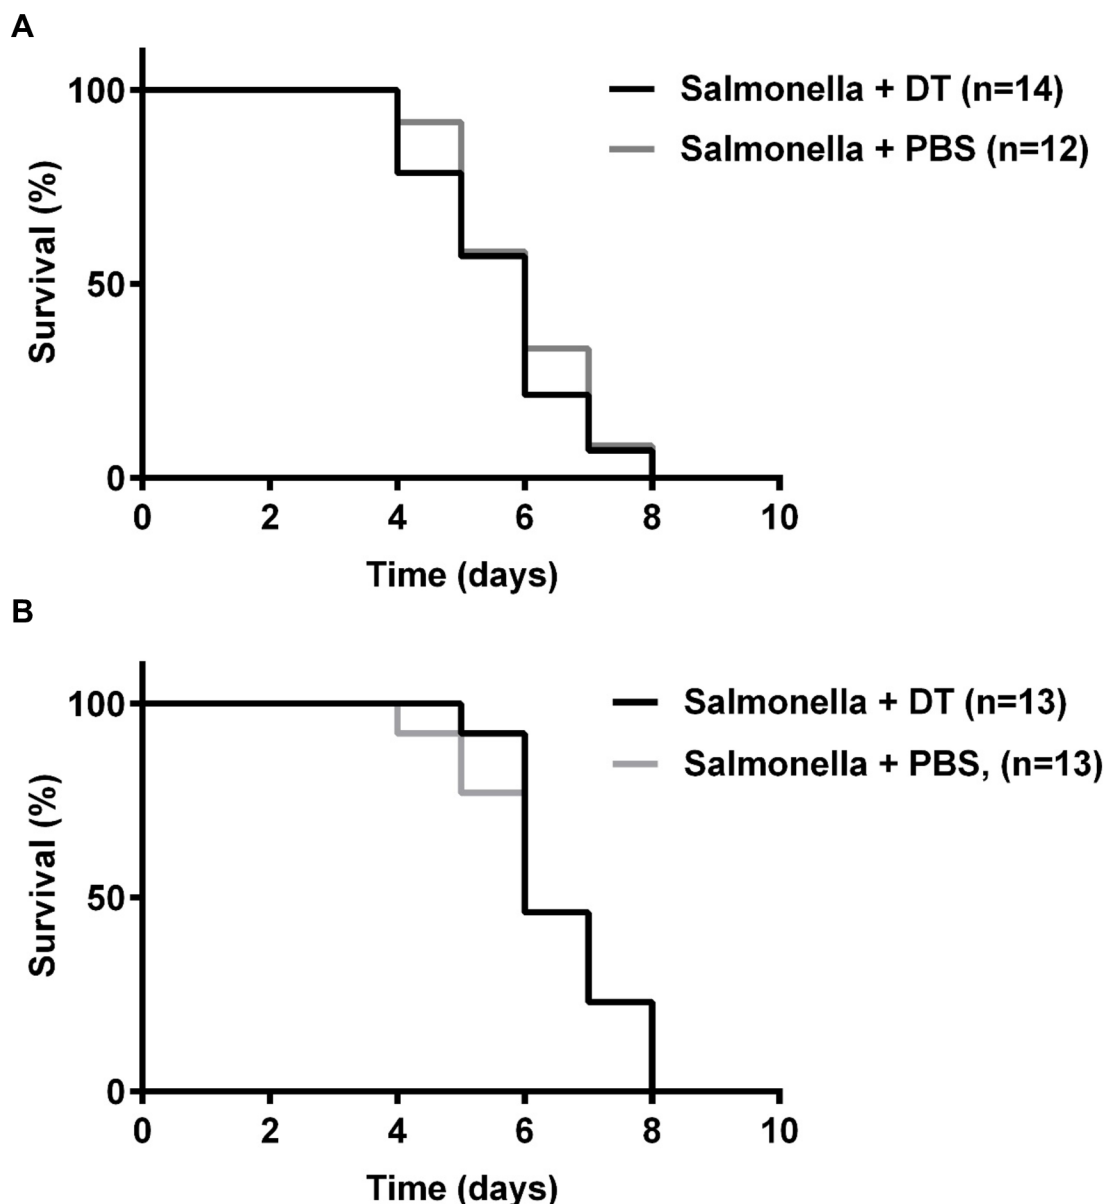 A
100
50
0
Survival (%)
Salmonella + DT (n=14)
Salmonella + PBS (n=12)
0 2 4 6 8 10
Time (days)
B
100
50
0
Survival (%)
Salmonella + DT (n=13)
Salmonella + PBS, (n=13)
0 2 4 6 8 10
Time (days)